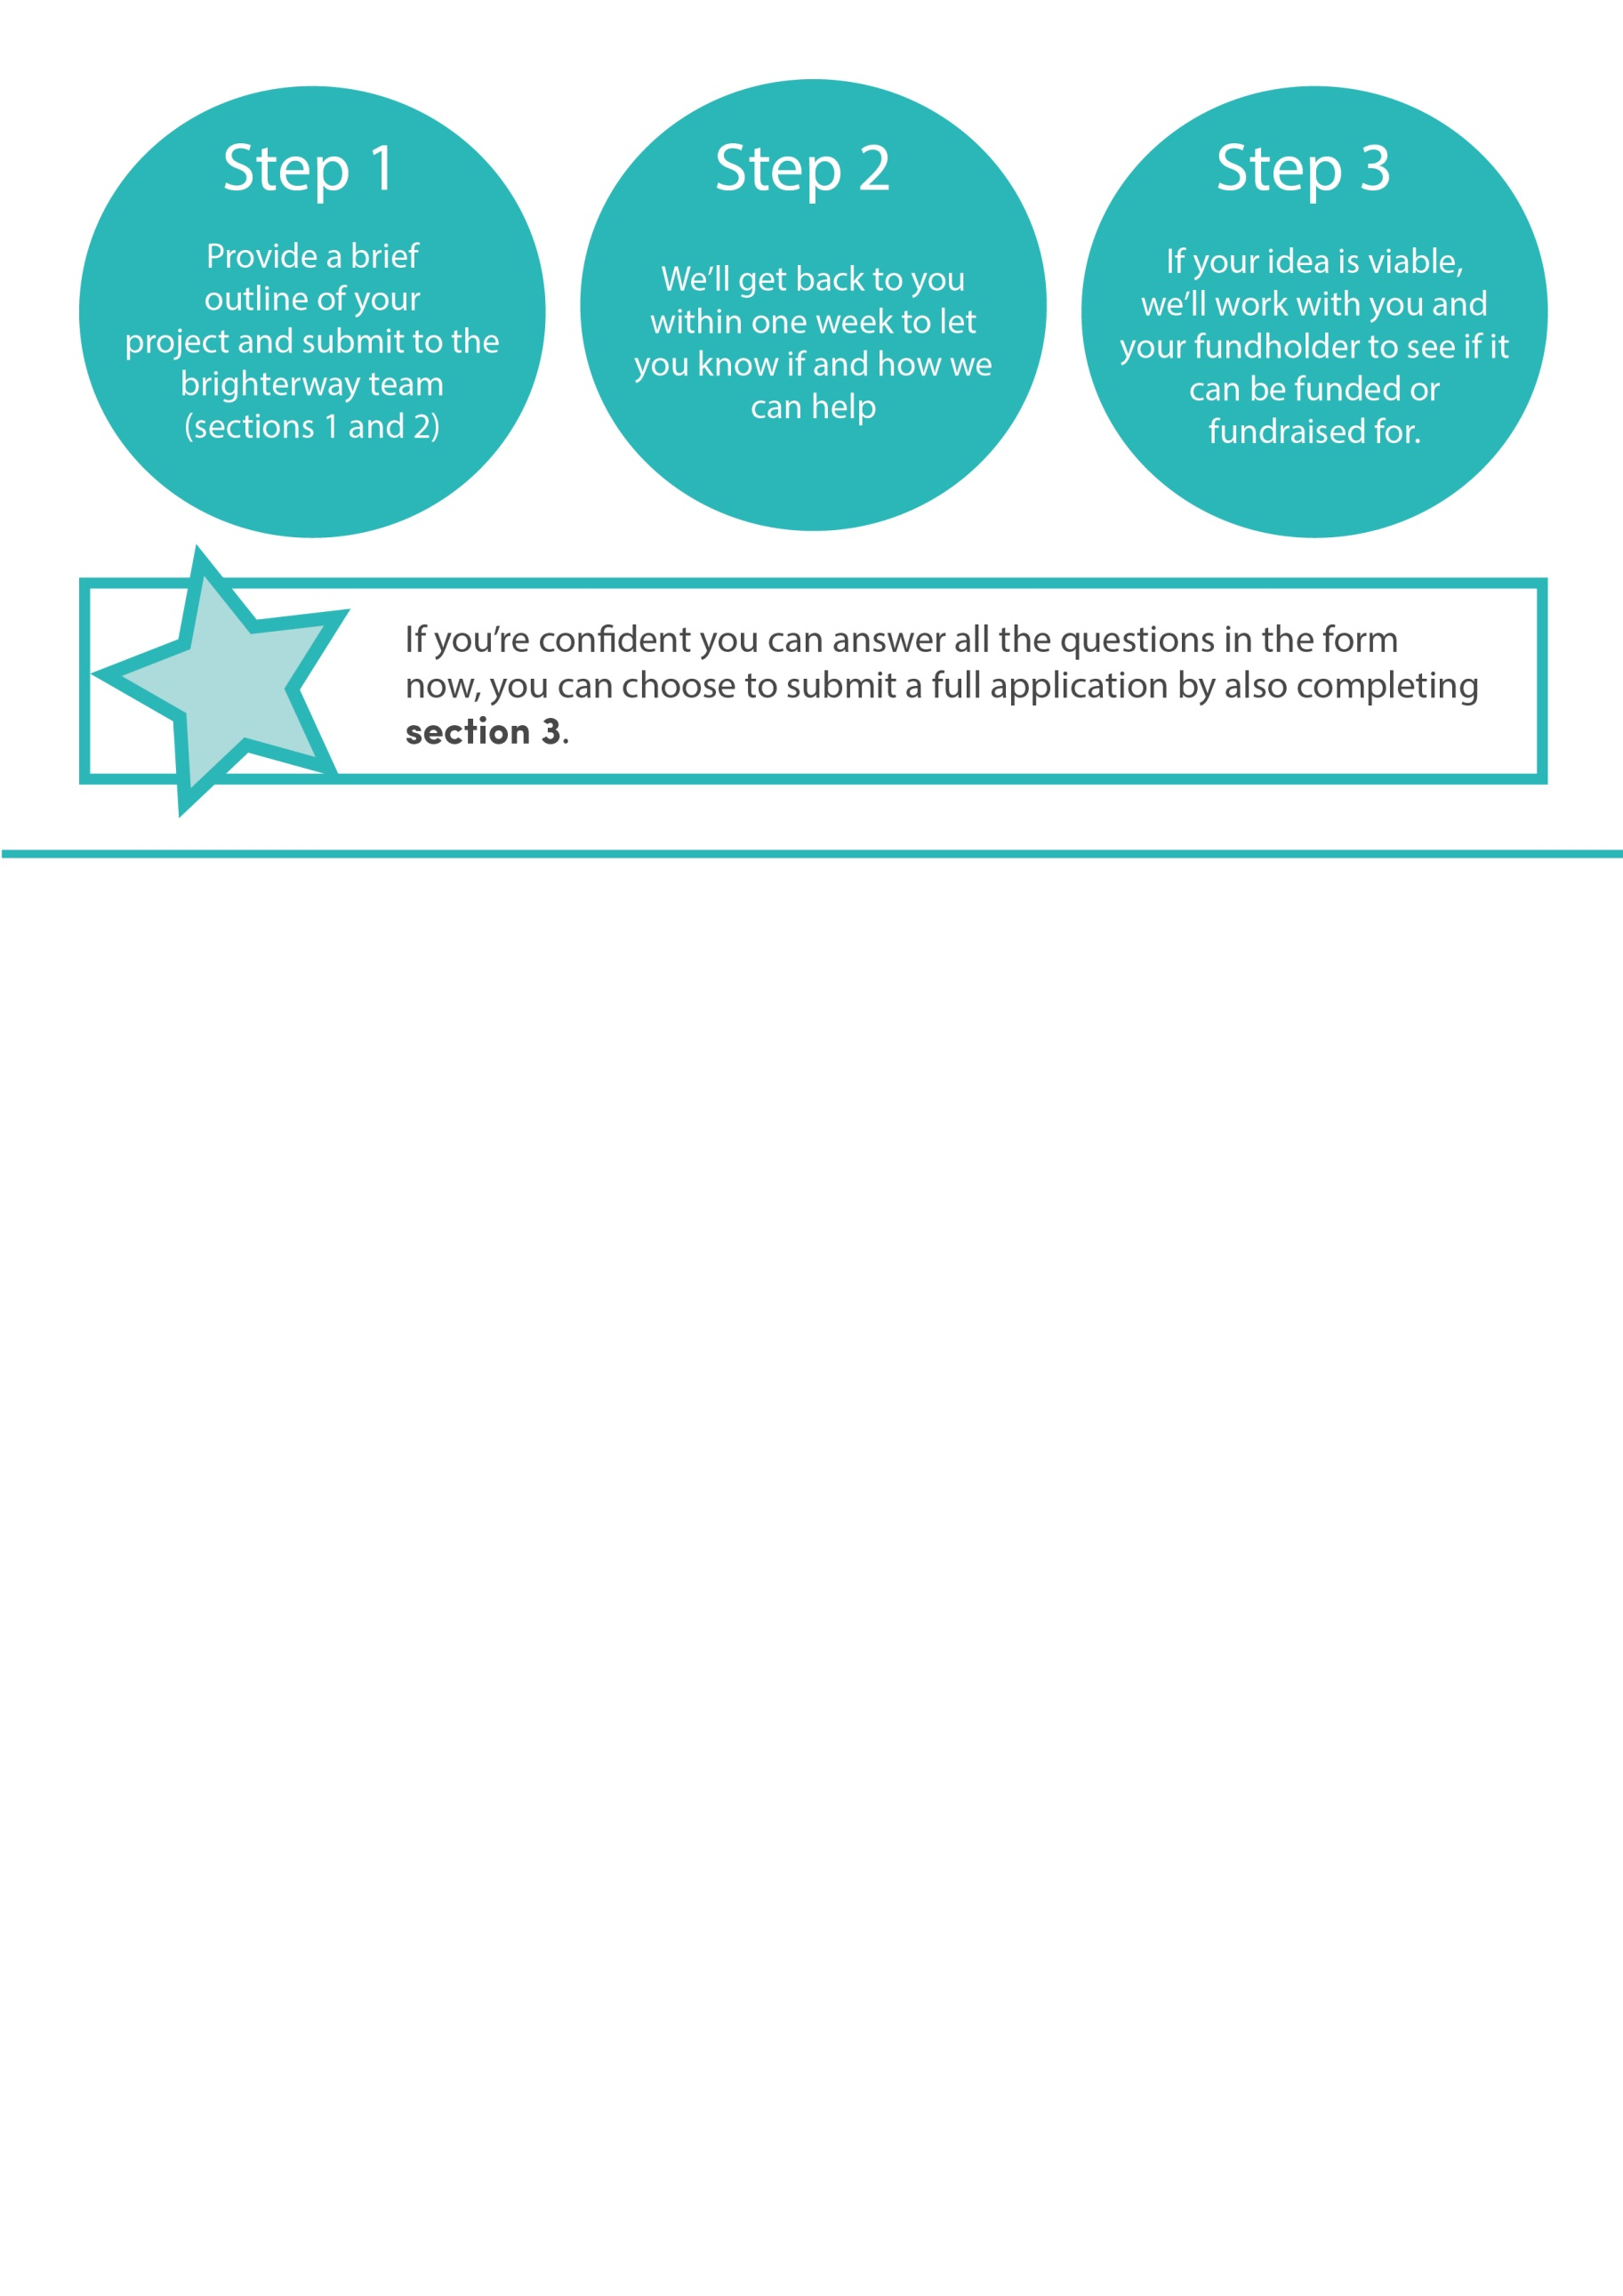 Step 1
Provide a brief
outline of your
project and submit to the
brighterway team
(sections 1 and 2)
Step 2
We’ll get back to you
within one week to let
you know if and how we
can help
Step 3
If your idea is viable,
we’ll work with you and
your fundholder to see if it
can be funded or
fundraised for.
If you’re confident you can answer all the questions in the form
now, you can choose to submit a full application by also completing
section 3.